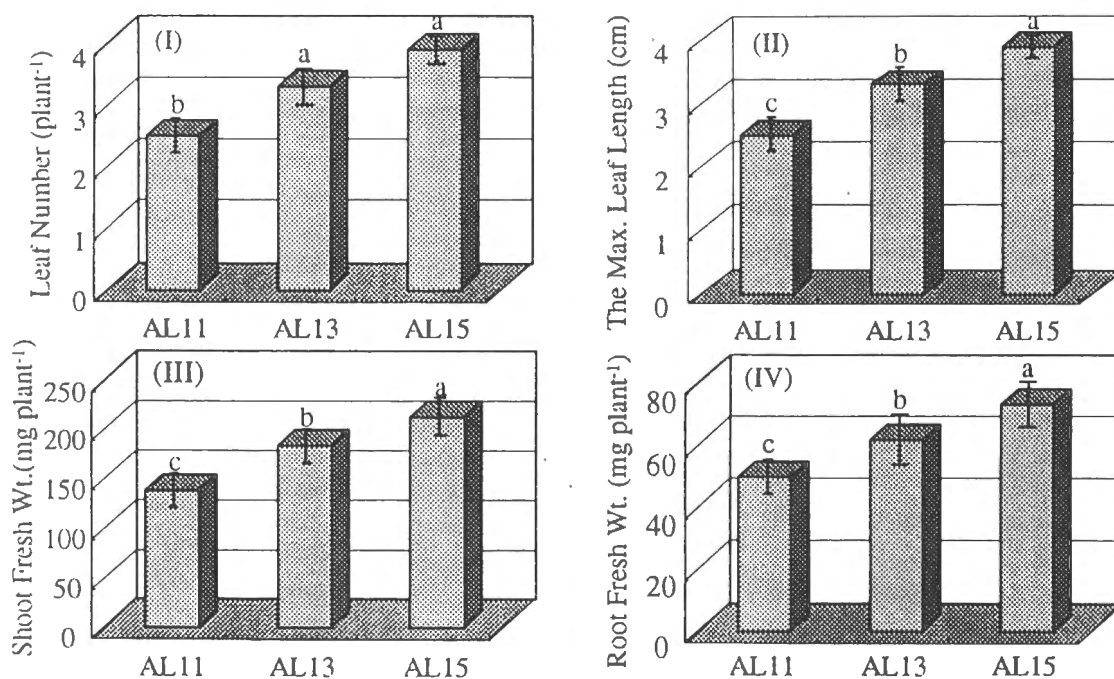 (I)
Leaf Number (plant⁻¹)
4
3
2
1
0
b
a
a
AL11 AL13 AL15
(II)
The Max. Leaf Length (cm)
4
3
2
1
0
c
b
a
AL11 AL13 AL15
(III)
Shoot Fresh Wt.(mg plant⁻¹)
250
200
150
100
50
0
c
b
a
AL11 AL13 AL15
(IV)
Root Fresh Wt. (mg plant⁻¹)
80
60
40
20
0
c
b
a
AL11 AL13 AL15